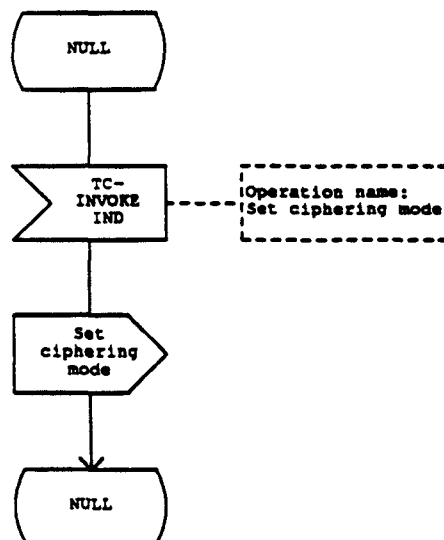 NULL
TC-
INVOKE
IND
Operation name:
Set ciphering mode
Set
ciphering
mode
NULL